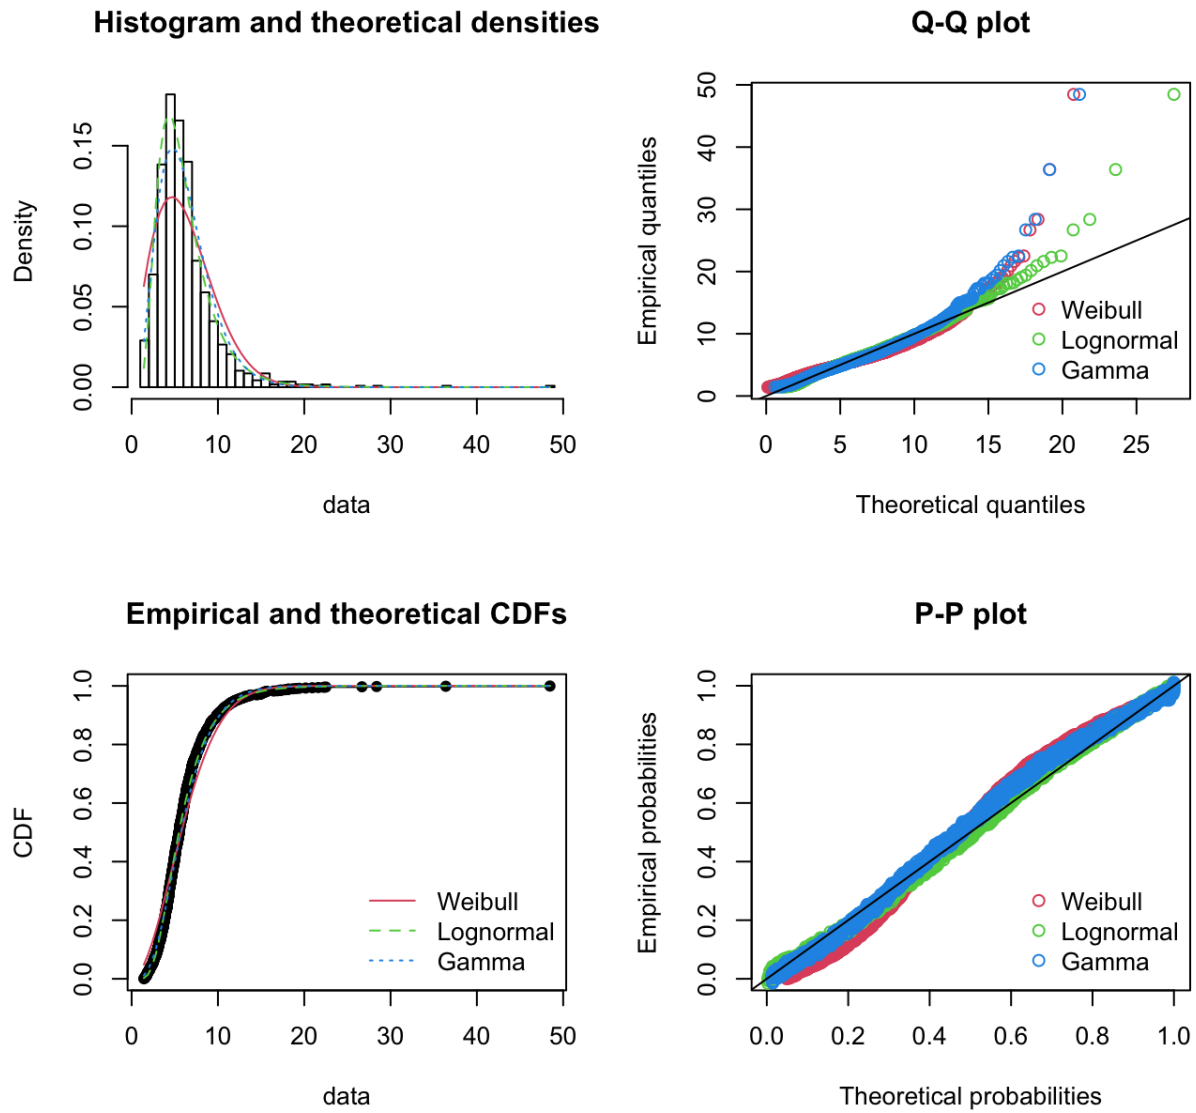 Histogram and theoretical densities
Density
0.00 0.05 0.10 0.15
0 10 20 30 40 50
data
Q-Q plot
Empirical quantiles
0 10 20 30 40 50
Weibull
Lognormal
Gamma
0 5 10 15 20 25
Theoretical quantiles
Empirical and theoretical CDFs
CDF
0.0 0.2 0.4 0.6 0.8 1.0
Weibull
Lognormal
Gamma
0 10 20 30 40 50
data
P-P plot
Empirical probabilities
0.0 0.2 0.4 0.6 0.8 1.0
Weibull
Lognormal
Gamma
0.0 0.2 0.4 0.6 0.8 1.0
Theoretical probabilities